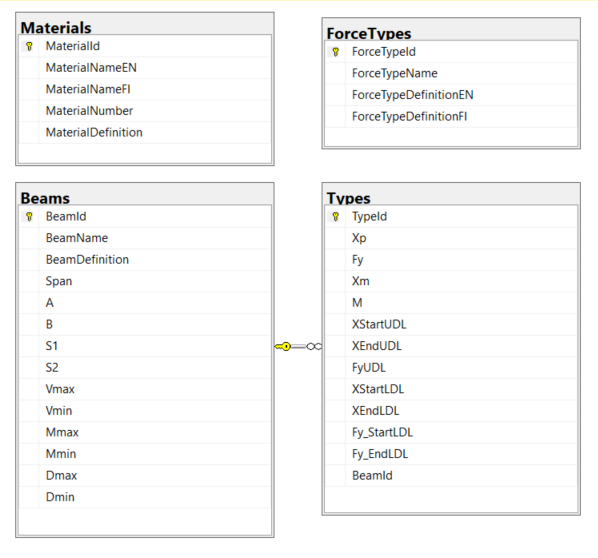 Materials
MaterialId
MaterialNameEN
MaterialNameFI
MaterialNumber
MaterialDefinition
ForceTypes
ForceTypeId
ForceTypeName
ForceTypeDefinitionEN
ForceTypeDefinitionFI
Beams
BeamId
BeamName
BeamDefinition
Span
A
B
S1
S2
Vmax
Vmin
Mmax
Mmin
Dmax
Dmin
Types
TypeId
Xp
Fy
Xm
M
XStartUDL
XEndUDL
FyUDL
XStartLDL
XEndLDL
Fy_StartLDL
Fy_EndLDL
BeamId